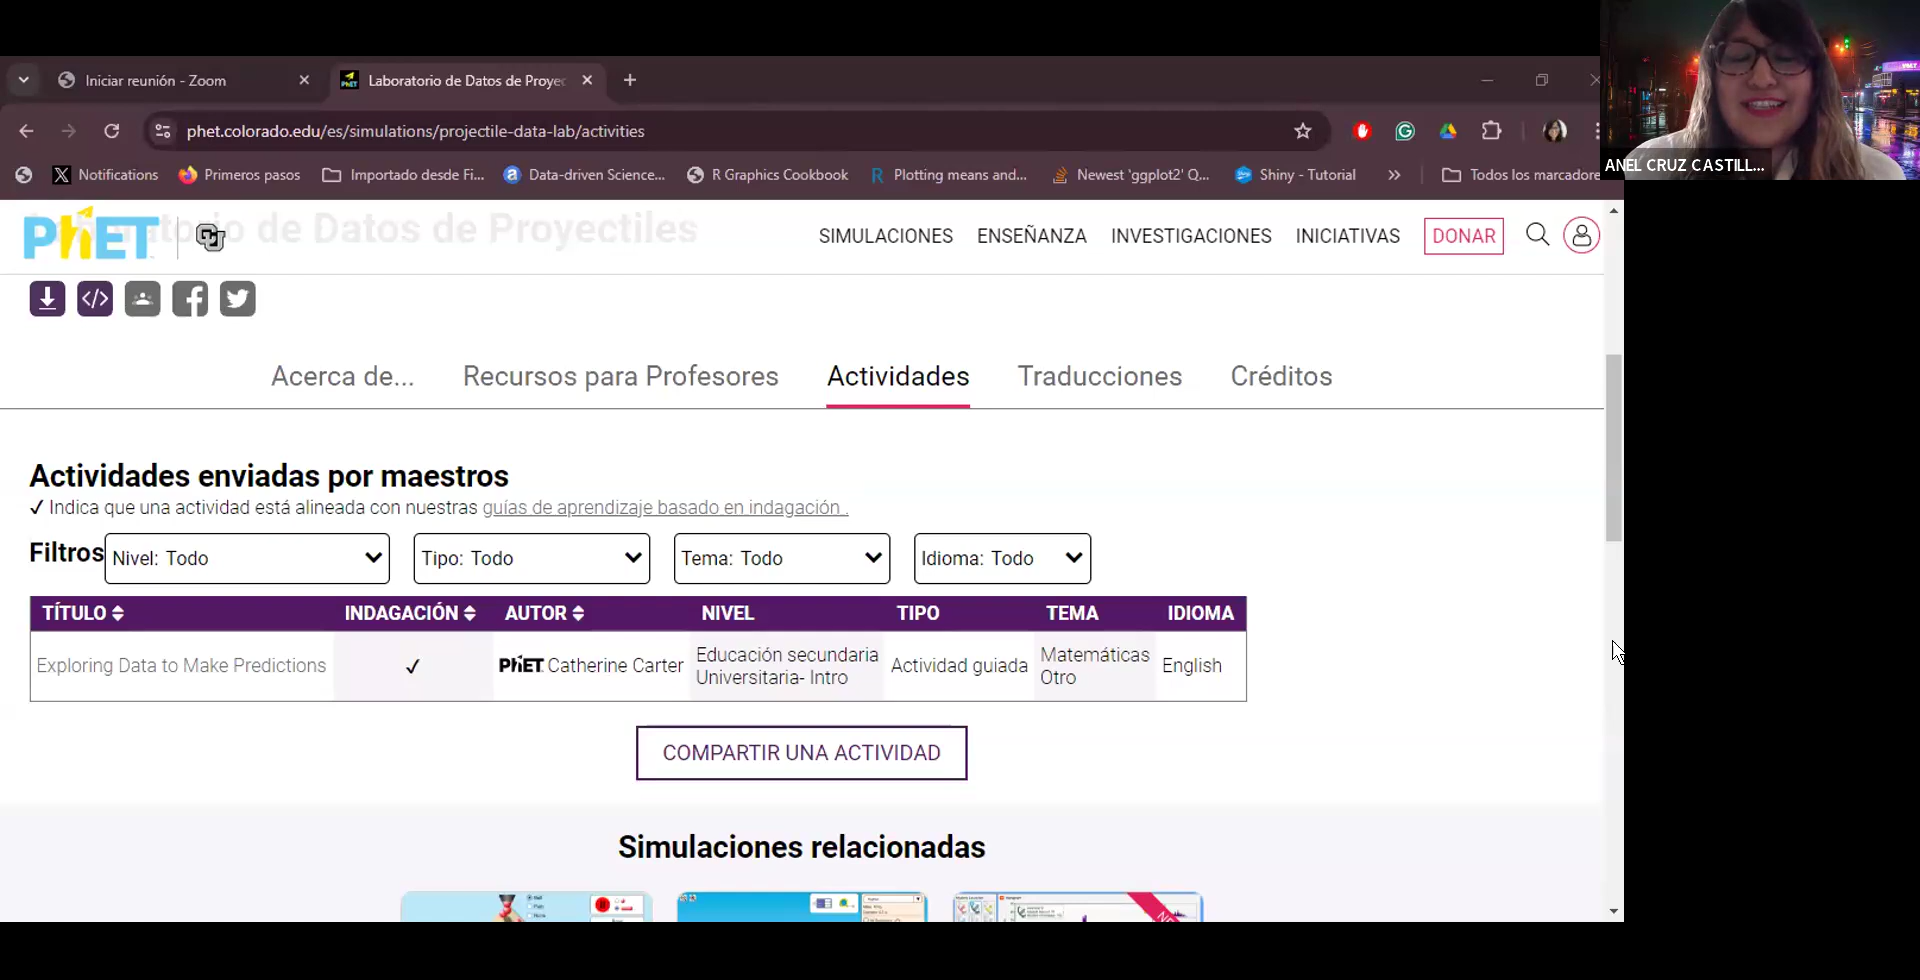 Iniciar reunión - Zoom
Laboratorio de Datos de Proyec
phet.colorado.edu/es/simulations/projectile-data-lab/activities
Notifications
Primeros pasos
Importado desde Fi...
Data-driven Science...
R Graphics Cookbook
Plotting means and...
Newest 'ggplot2' Q...
Shiny - Tutorial
Todos los marcadore
ANEL CRUZ CASTILL...
PhET
de Datos de Proyectiles
SIMULACIONES
ENSEÑANZA
INVESTIGACIONES
INICIATIVAS
DONAR
Acerca de...
Recursos para Profesores
Actividades
Traducciones
Créditos
Actividades enviadas por maestros
✓ Indica que una actividad está alineada con nuestras guías de aprendizaje basado en indagación .
Filtros
Nivel: Todo
Tipo: Todo
Tema: Todo
Idioma: Todo
TÍTULO
INDAGACIÓN
AUTOR
NIVEL
TIPO
TEMA
IDIOMA
Exploring Data to Make Predictions
✓
PhET Catherine Carter
Educación secundaria
Universitaria- Intro
Actividad guiada
Matemáticas
Otro
English
COMPARTIR UNA ACTIVIDAD
Simulaciones relacionadas